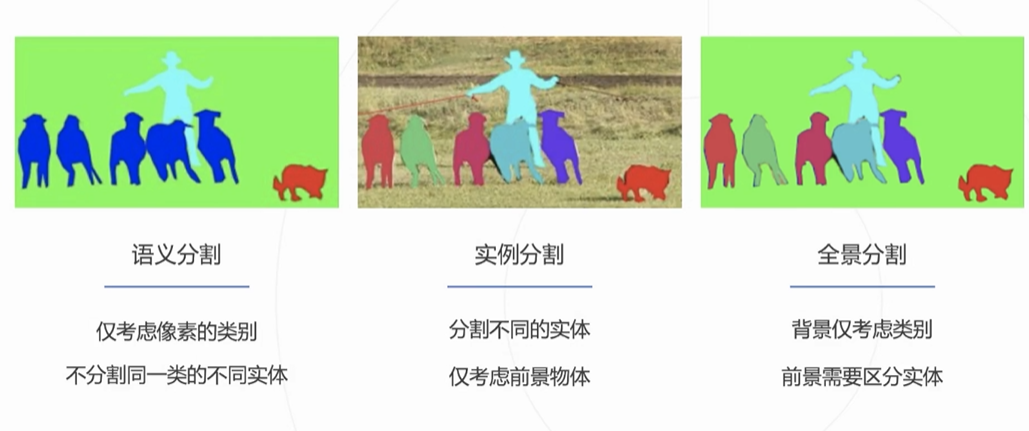 语义分割
实例分割
全景分割
仅考虑像素的类别
分割不同的实体
背景仅考虑类别
不分割同一类的不同实体
仅考虑前景物体
前景需要区分实体